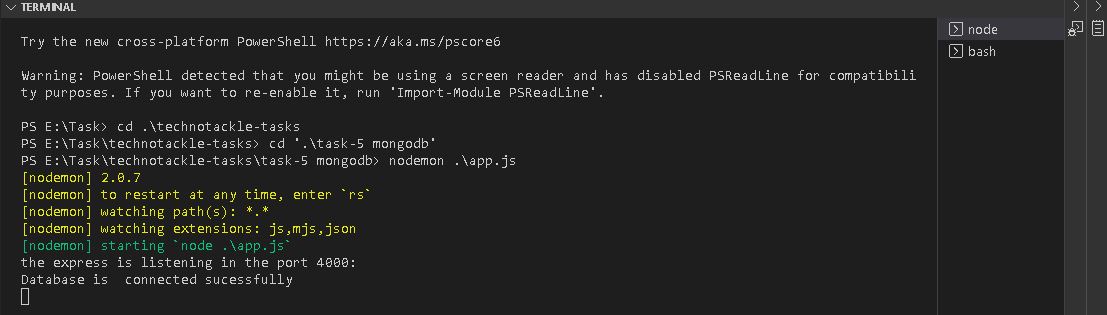 TERMINAL
Try the new cross-platform PowerShell https://aka.ms/pscore6
Warning: PowerShell detected that you might be using a screen reader and has disabled PSReadLine for compatibili
ty purposes. If you want to re-enable it, run 'Import-Module PSReadLine'.
PS E:\Task> cd .\technotackle-tasks
PS E:\Task\technotackle-tasks> cd '.\task-5 mongodb'
PS E:\Task\technotackle-tasks\task-5 mongodb> nodemon .\app.js
[nodemon] 2.0.7
[nodemon] to restart at any time, enter `rs`
[nodemon] watching path(s): *.*
[nodemon] watching extensions: js,mjs,json
[nodemon] starting `node .\app.js`
the express is listening in the port 4000:
Database is  connected sucessfully
node
bash